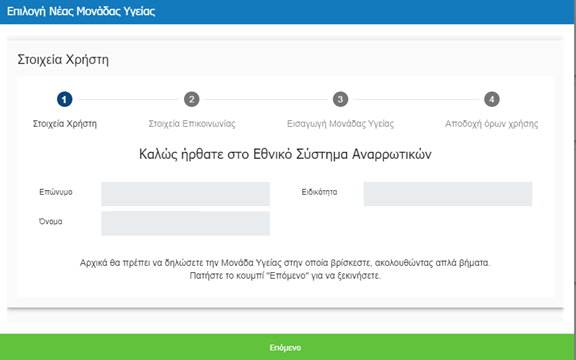 Επιλογή Νέας Μονάδας Υγείας
Στοιχεία Χρήστη
1 2 3 4
Στοιχεία Χρήστη Στοιχεία Επικοινωνίας Εισαγωγή Μονάδας Υγείας Αποδοχή όρων χρήσης
Καλώς ήρθατε στο Εθνικό Σύστημα Αναρρωτικών
Επώνυμο Ειδικότητα
Όνομα
Αρχικά θα πρέπει να δηλώσετε την Μονάδα Υγείας στην οποία βρίσκεστε, ακολουθώντας απλά βήματα.
Πατήστε το κουμπί "Επόμενο" για να ξεκινήσετε.
Επόμενο